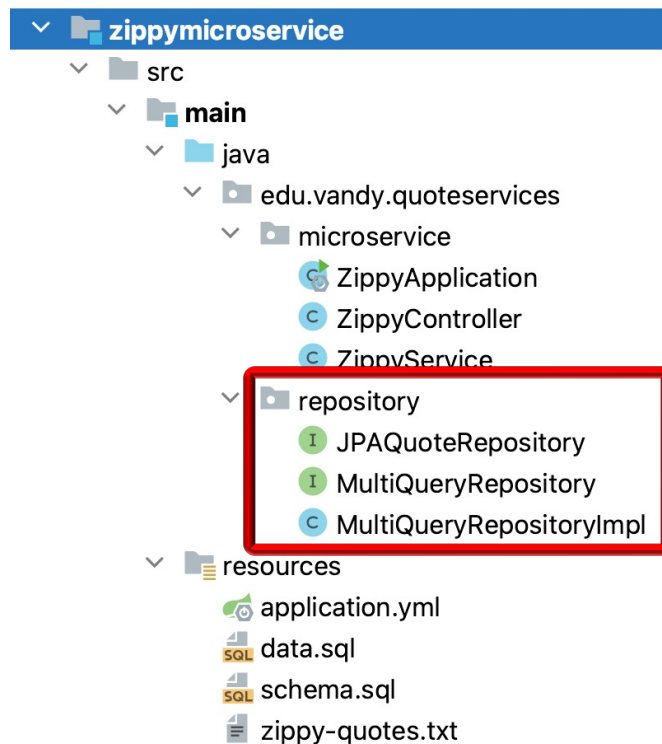 zippymicroservice
src
main
java
edu.vandy.quoteservices
microservice
ZippyApplication
ZippyController
ZippyService
repository
JPAQuoteRepository
MultiQueryRepository
MultiQueryRepositoryImpl
resources
application.yml
data.sql
schema.sql
zippy-quotes.txt